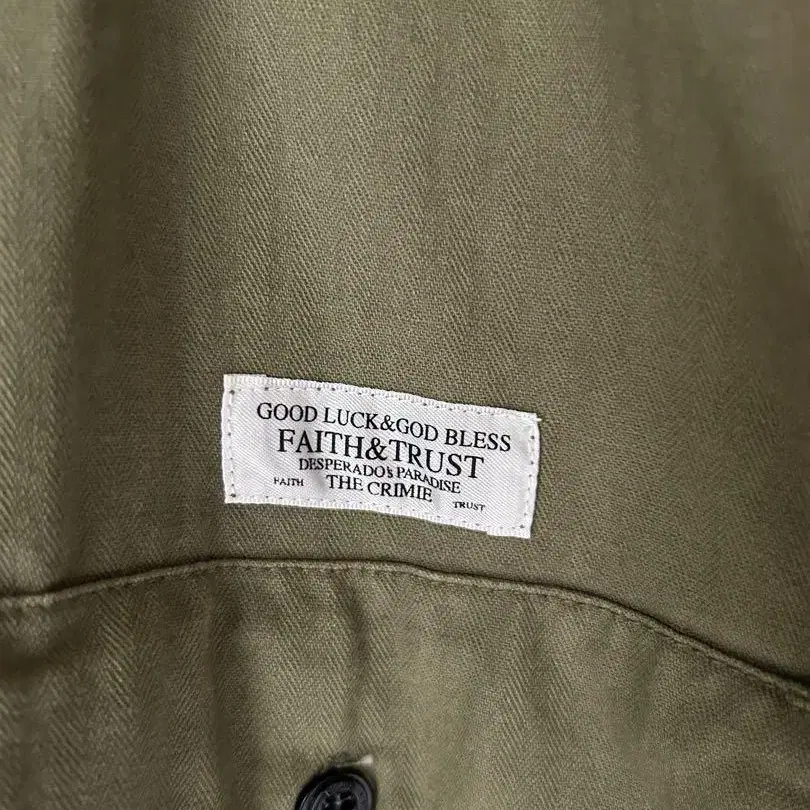 GOOD LUCK&GOD BLESS
FAITH&TRUST
DESPERADO's PARADISE
FAITH THE CRIMIE TRUST